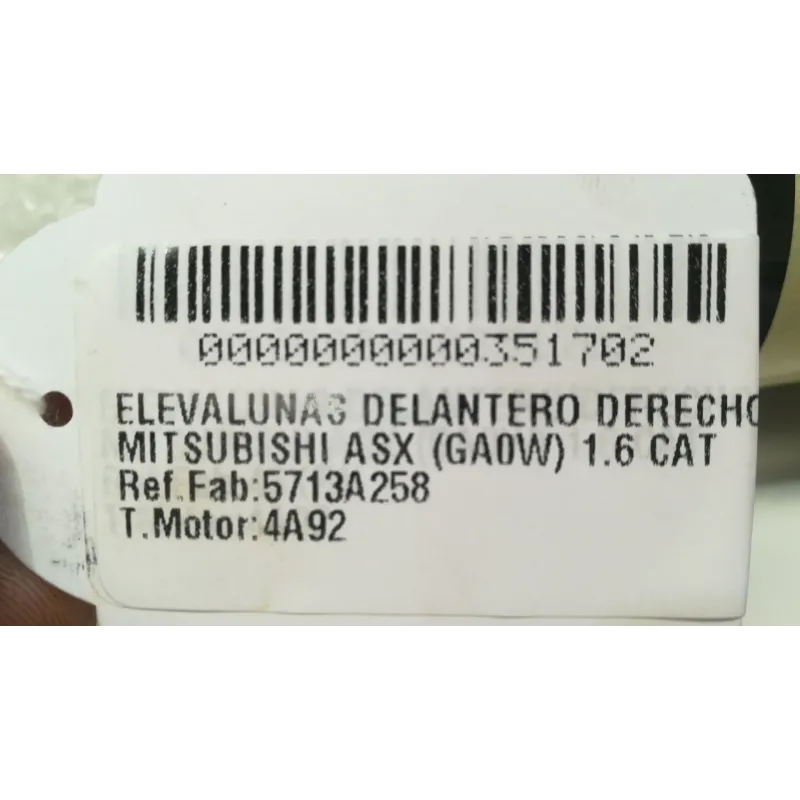 0000000000351702
ELEVALUNAS DELANTERO DERECHO
MITSUBISHI ASX (GA0W) 1.6 CAT
Ref.Fab:5713A258
T.Motor:4A92